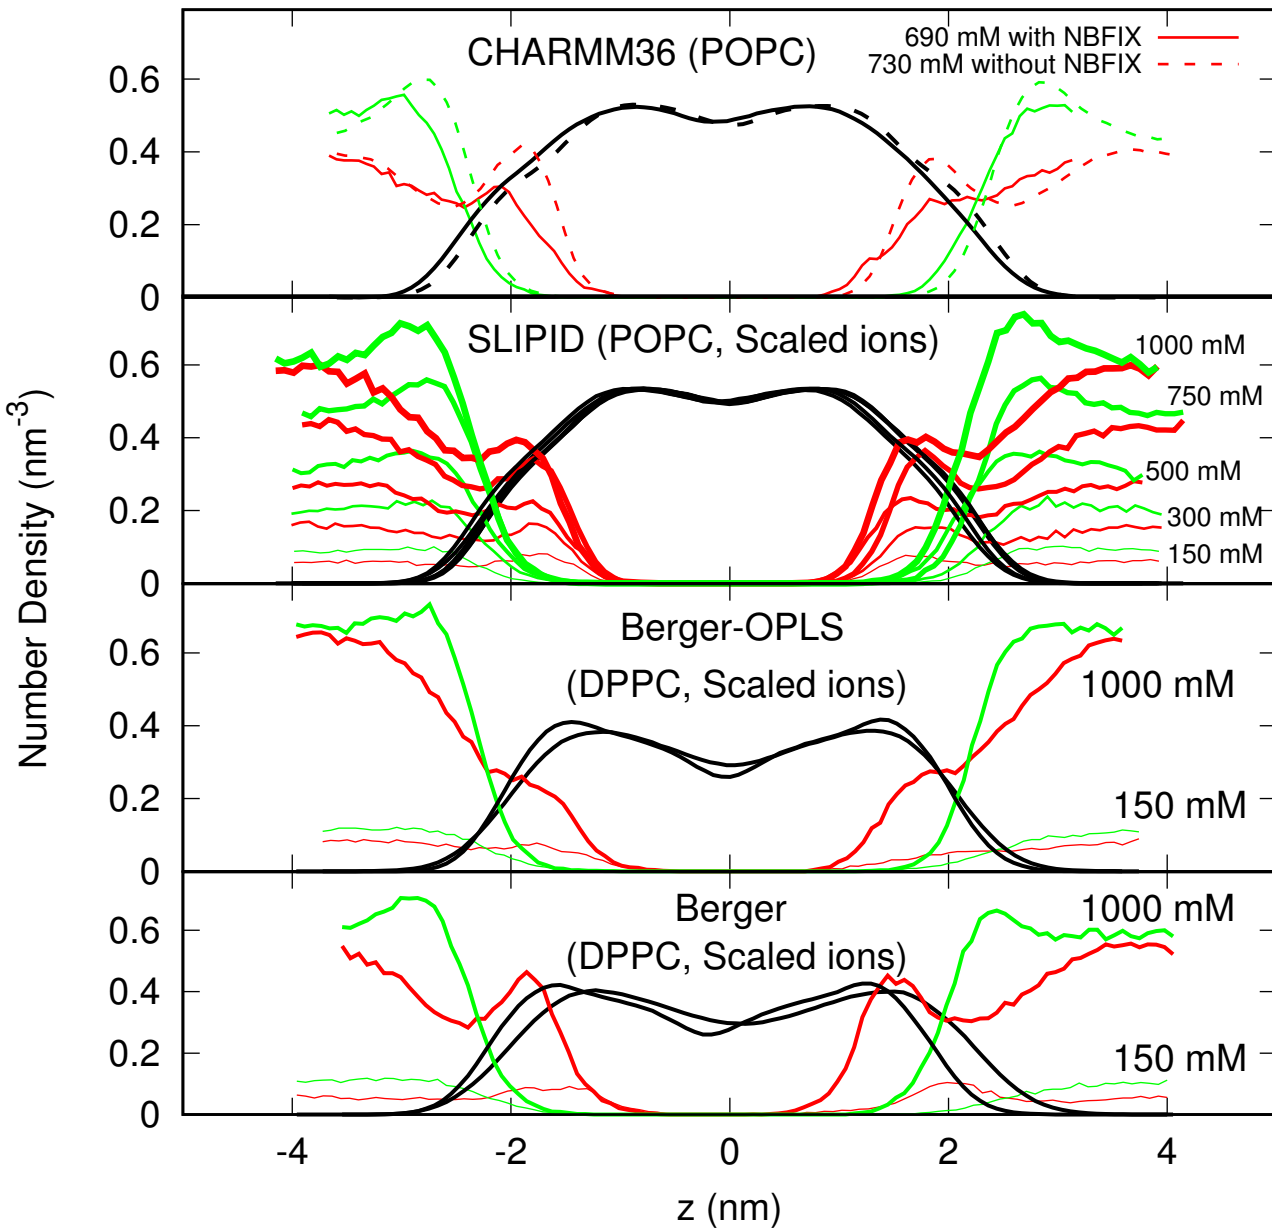 CHARMM36 (POPC)
690 mM with NBFIX
730 mM without NBFIX
0.6
0.4
0.2
0
SLIPID (POPC, Scaled ions)
1000 mM
750 mM
500 mM
300 mM
150 mM
0.6
0.4
0.2
0
Number Density (nm-3)
Berger-OPLS
(DPPC, Scaled ions)
1000 mM
150 mM
0.6
0.4
0.2
0
Berger
(DPPC, Scaled ions)
1000 mM
150 mM
0.6
0.4
0.2
0
-4 -2 0 2 4
z (nm)